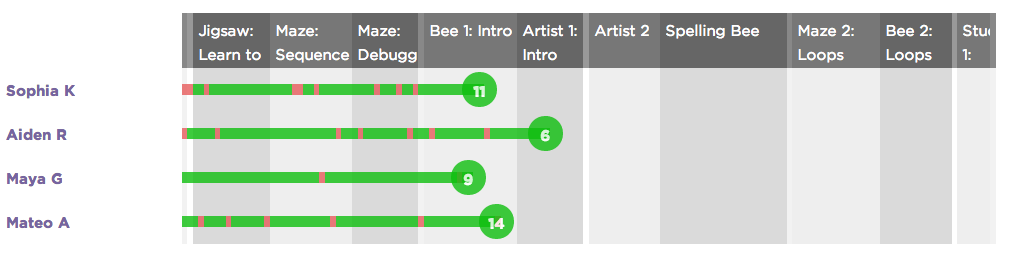 Jigsaw: Maze: Maze: Bee 1: Intro Artist 1: Artist 2 Spelling Bee Maze 2: Bee 2: Stu
Learn to Sequence Debugg Intro Loops Loops 1:
Sophia K 11
Aiden R 6
Maya G 9
Mateo A 14